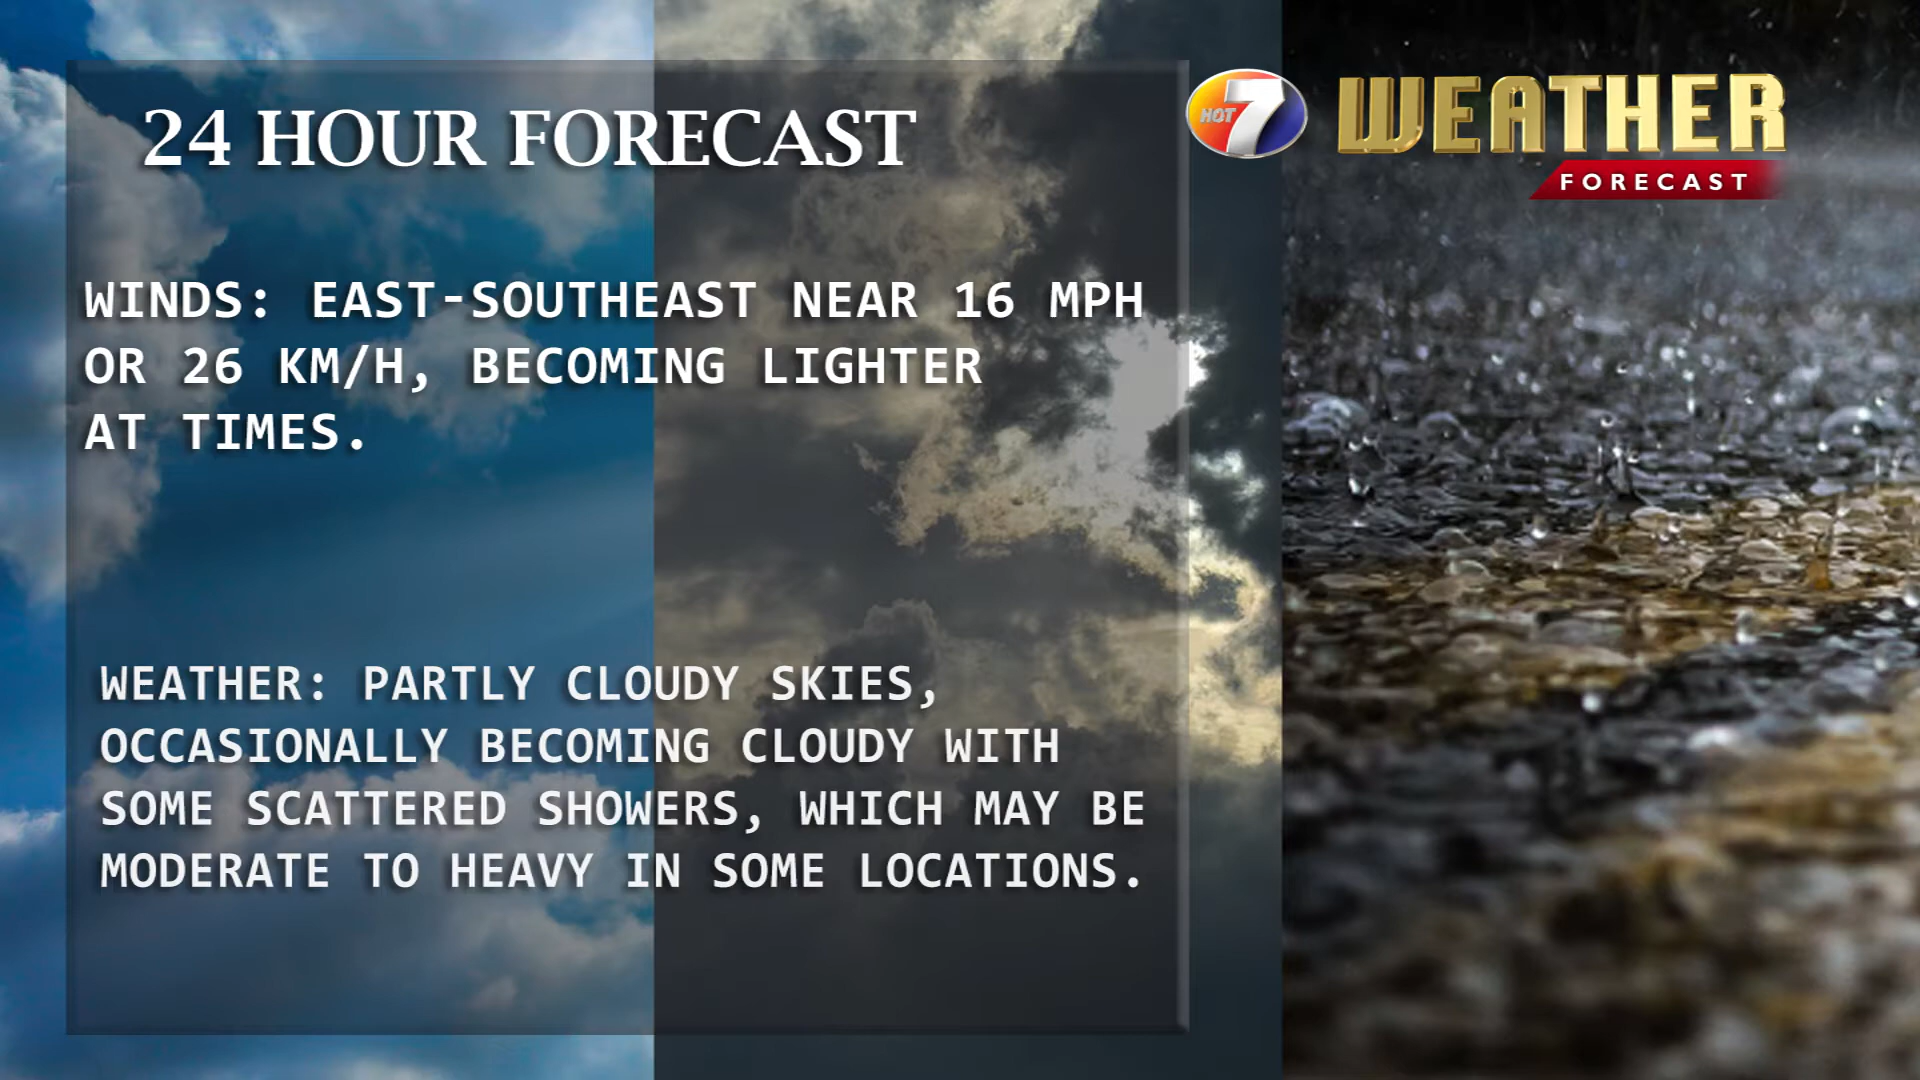 24 HOUR FORECAST
HOT 7 WEATHER
FORECAST
WINDS: EAST-SOUTHEAST NEAR 16 MPH
OR 26 KM/H, BECOMING LIGHTER
AT TIMES.
WEATHER: PARTLY CLOUDY SKIES,
OCCASIONALLY BECOMING CLOUDY WITH
SOME SCATTERED SHOWERS, WHICH MAY BE
MODERATE TO HEAVY IN SOME LOCATIONS.